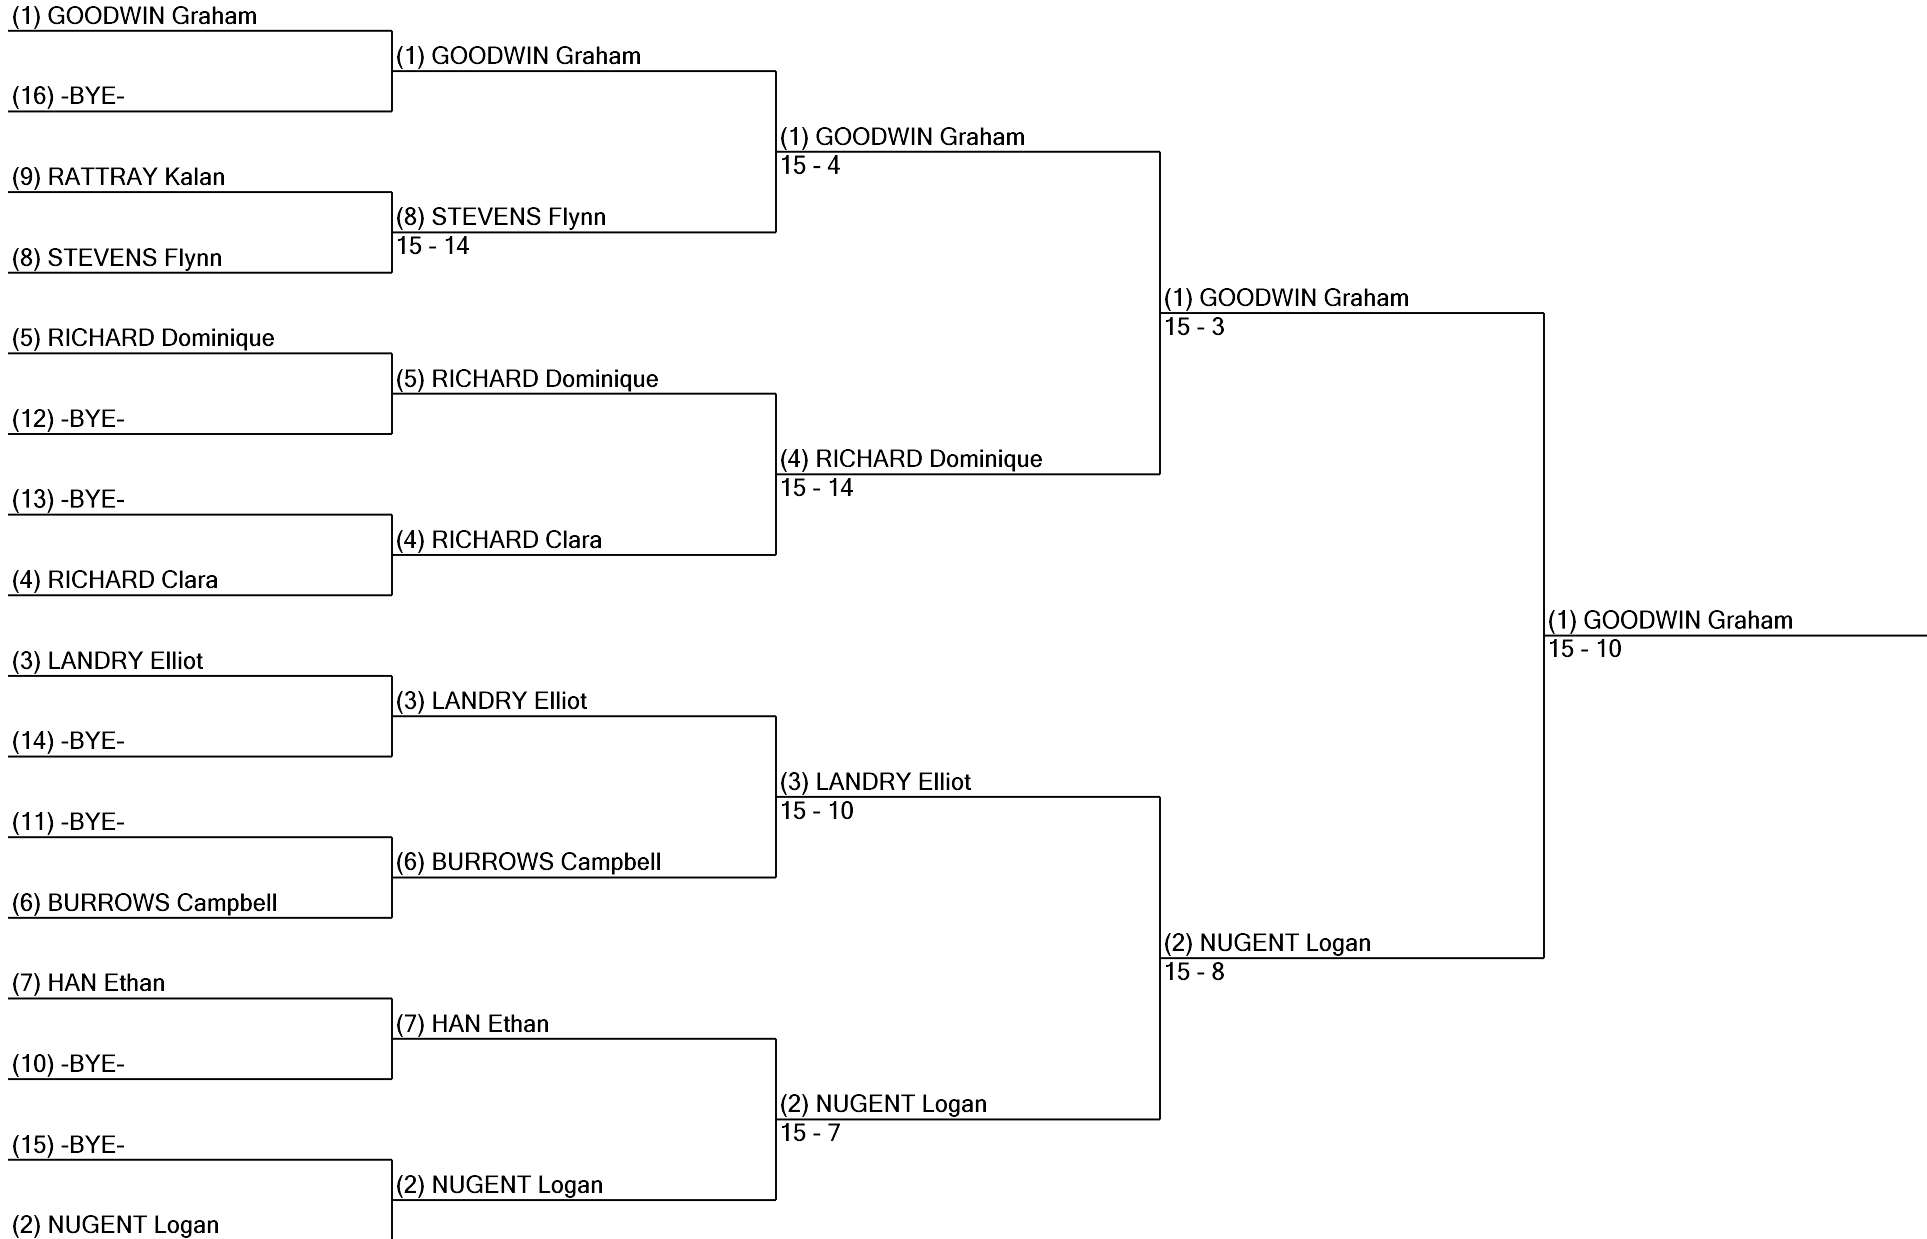 (1) GOODWIN Graham
(16) -BYE-
(9) RATTRAY Kalan
(8) STEVENS Flynn
(5) RICHARD Dominique
(12) -BYE-
(13) -BYE-
(4) RICHARD Clara
(3) LANDRY Elliot
(14) -BYE-
(11) -BYE-
(6) BURROWS Campbell
(7) HAN Ethan
(10) -BYE-
(15) -BYE-
(2) NUGENT Logan
(1) GOODWIN Graham
(8) STEVENS Flynn
15 - 14
(5) RICHARD Dominique
(4) RICHARD Clara
(3) LANDRY Elliot
(6) BURROWS Campbell
(7) HAN Ethan
(2) NUGENT Logan
(1) GOODWIN Graham
15 - 4
(4) RICHARD Dominique
15 - 14
(3) LANDRY Elliot
15 - 10
(2) NUGENT Logan
15 - 7
(1) GOODWIN Graham
15 - 3
(2) NUGENT Logan
15 - 8
(1) GOODWIN Graham
15 - 10